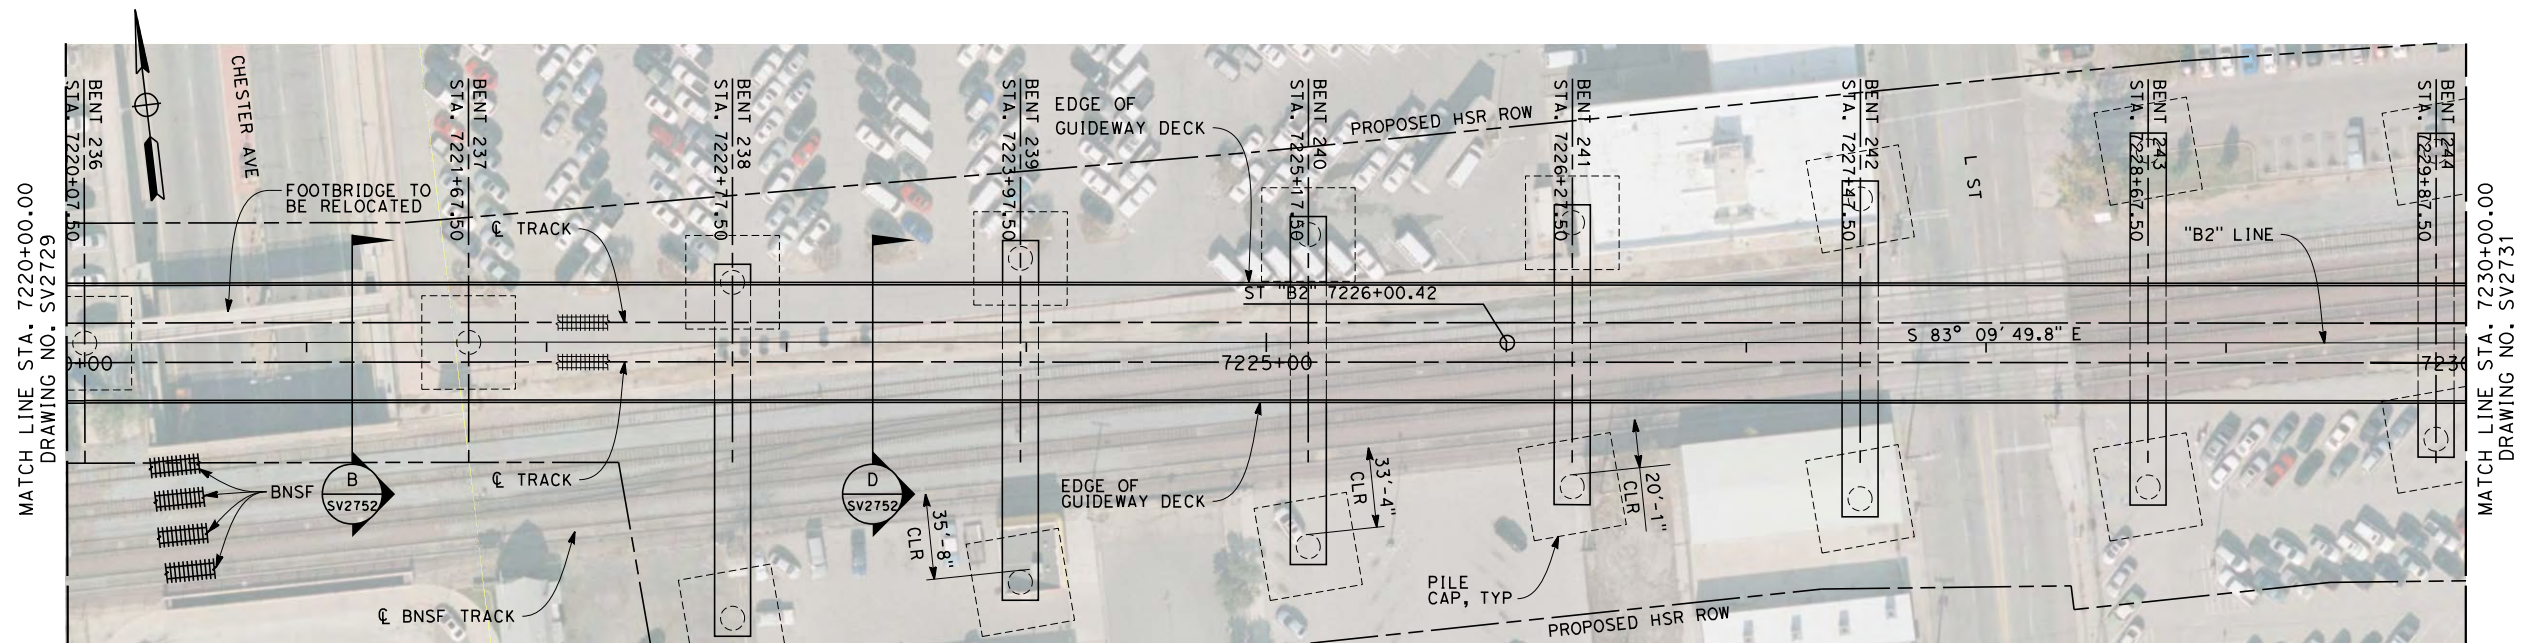 MATCH LINE STA. 7220+00.00
DRAWING NO. SV2729
BENT 236
STA. 7220+07.50
CHESTER AVE
FOOTBRIDGE TO
BE RELOCATED
BENT 237
STA. 7221+67.50
℄ TRACK
BENT 238
STA. 7222+77.50
BENT 239
STA. 7223+97.50
EDGE OF
GUIDEWAY DECK
BENT 240
STA. 7225+17.50
PROPOSED HSR ROW
BENT 241
STA. 7226+27.50
BENT 242
STA. 7227+47.50
L ST
BENT 243
STA. 7228+67.50
"B2" LINE
BENT 244
STA. 7229+87.50
ST "B2" 7226+00.42
S 83° 09' 49.8" E
0+00
7225+00
7230
℄ TRACK
BNSF
B
SV2752
D
SV2752
35'-8"
CLR
EDGE OF
GUIDEWAY DECK
33'-4"
CLR
20'-1"
CLR
PILE
CAP, TYP
℄ BNSF TRACK
PROPOSED HSR ROW
MATCH LINE STA. 7230+00.00
DRAWING NO. SV2731